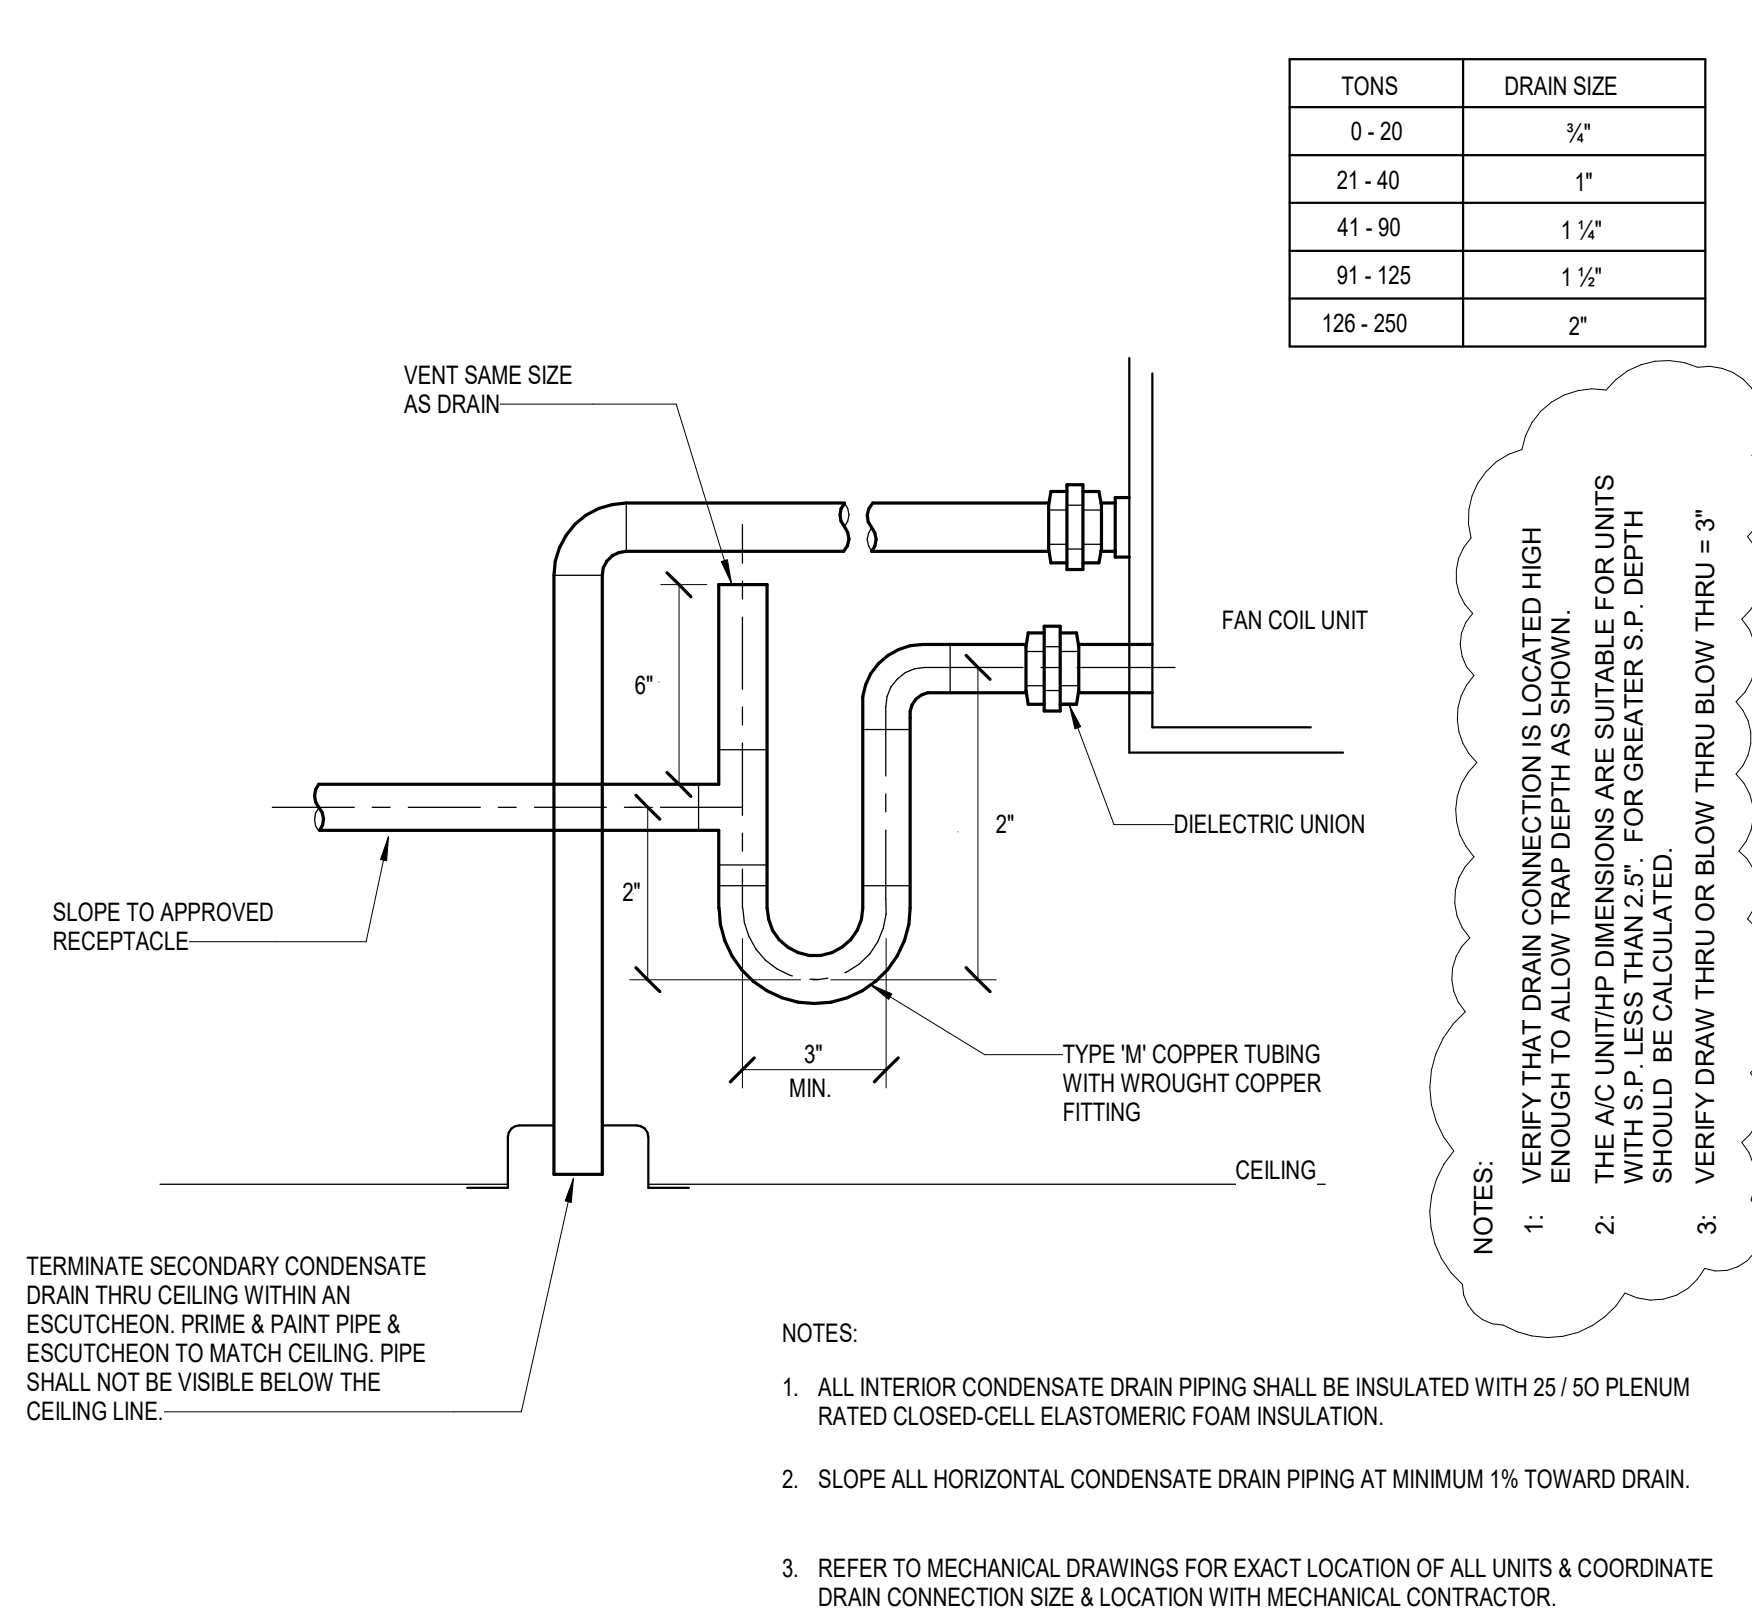 TONS DRAIN SIZE
0 - 20 ¾"
21 - 40 1"
41 - 90 1 ¼"
91 - 125 1 ½"
126 - 250 2"
VENT SAME SIZE
AS DRAIN
FAN COIL UNIT
6"
2"
2"
DIELECTRIC UNION
SLOPE TO APPROVED
RECEPTACLE
3"
MIN.
TYPE 'M' COPPER TUBING
WITH WROUGHT COPPER
FITTING
CEILING
TERMINATE SECONDARY CONDENSATE
DRAIN THRU CEILING WITHIN AN
ESCUTCHEON. PRIME & PAINT PIPE &
ESCUTCHEON TO MATCH CEILING. PIPE
SHALL NOT BE VISIBLE BELOW THE
CEILING LINE.
NOTES:
1: VERIFY THAT DRAIN CONNECTION IS LOCATED HIGH
ENOUGH TO ALLOW TRAP DEPTH AS SHOWN.
2: THE A/C UNIT/HP DIMENSIONS ARE SUITABLE FOR UNITS
WITH S.P. LESS THAN 2.5". FOR GREATER S.P. DEPTH
SHOULD BE CALCULATED.
3: VERIFY DRAW THRU OR BLOW THRU BLOW THRU = 3"
NOTES:
1. ALL INTERIOR CONDENSATE DRAIN PIPING SHALL BE INSULATED WITH 25 / 5O PLENUM
RATED CLOSED-CELL ELASTOMERIC FOAM INSULATION.
2. SLOPE ALL HORIZONTAL CONDENSATE DRAIN PIPING AT MINIMUM 1% TOWARD DRAIN.
3. REFER TO MECHANICAL DRAWINGS FOR EXACT LOCATION OF ALL UNITS & COORDINATE
DRAIN CONNECTION SIZE & LOCATION WITH MECHANICAL CONTRACTOR.